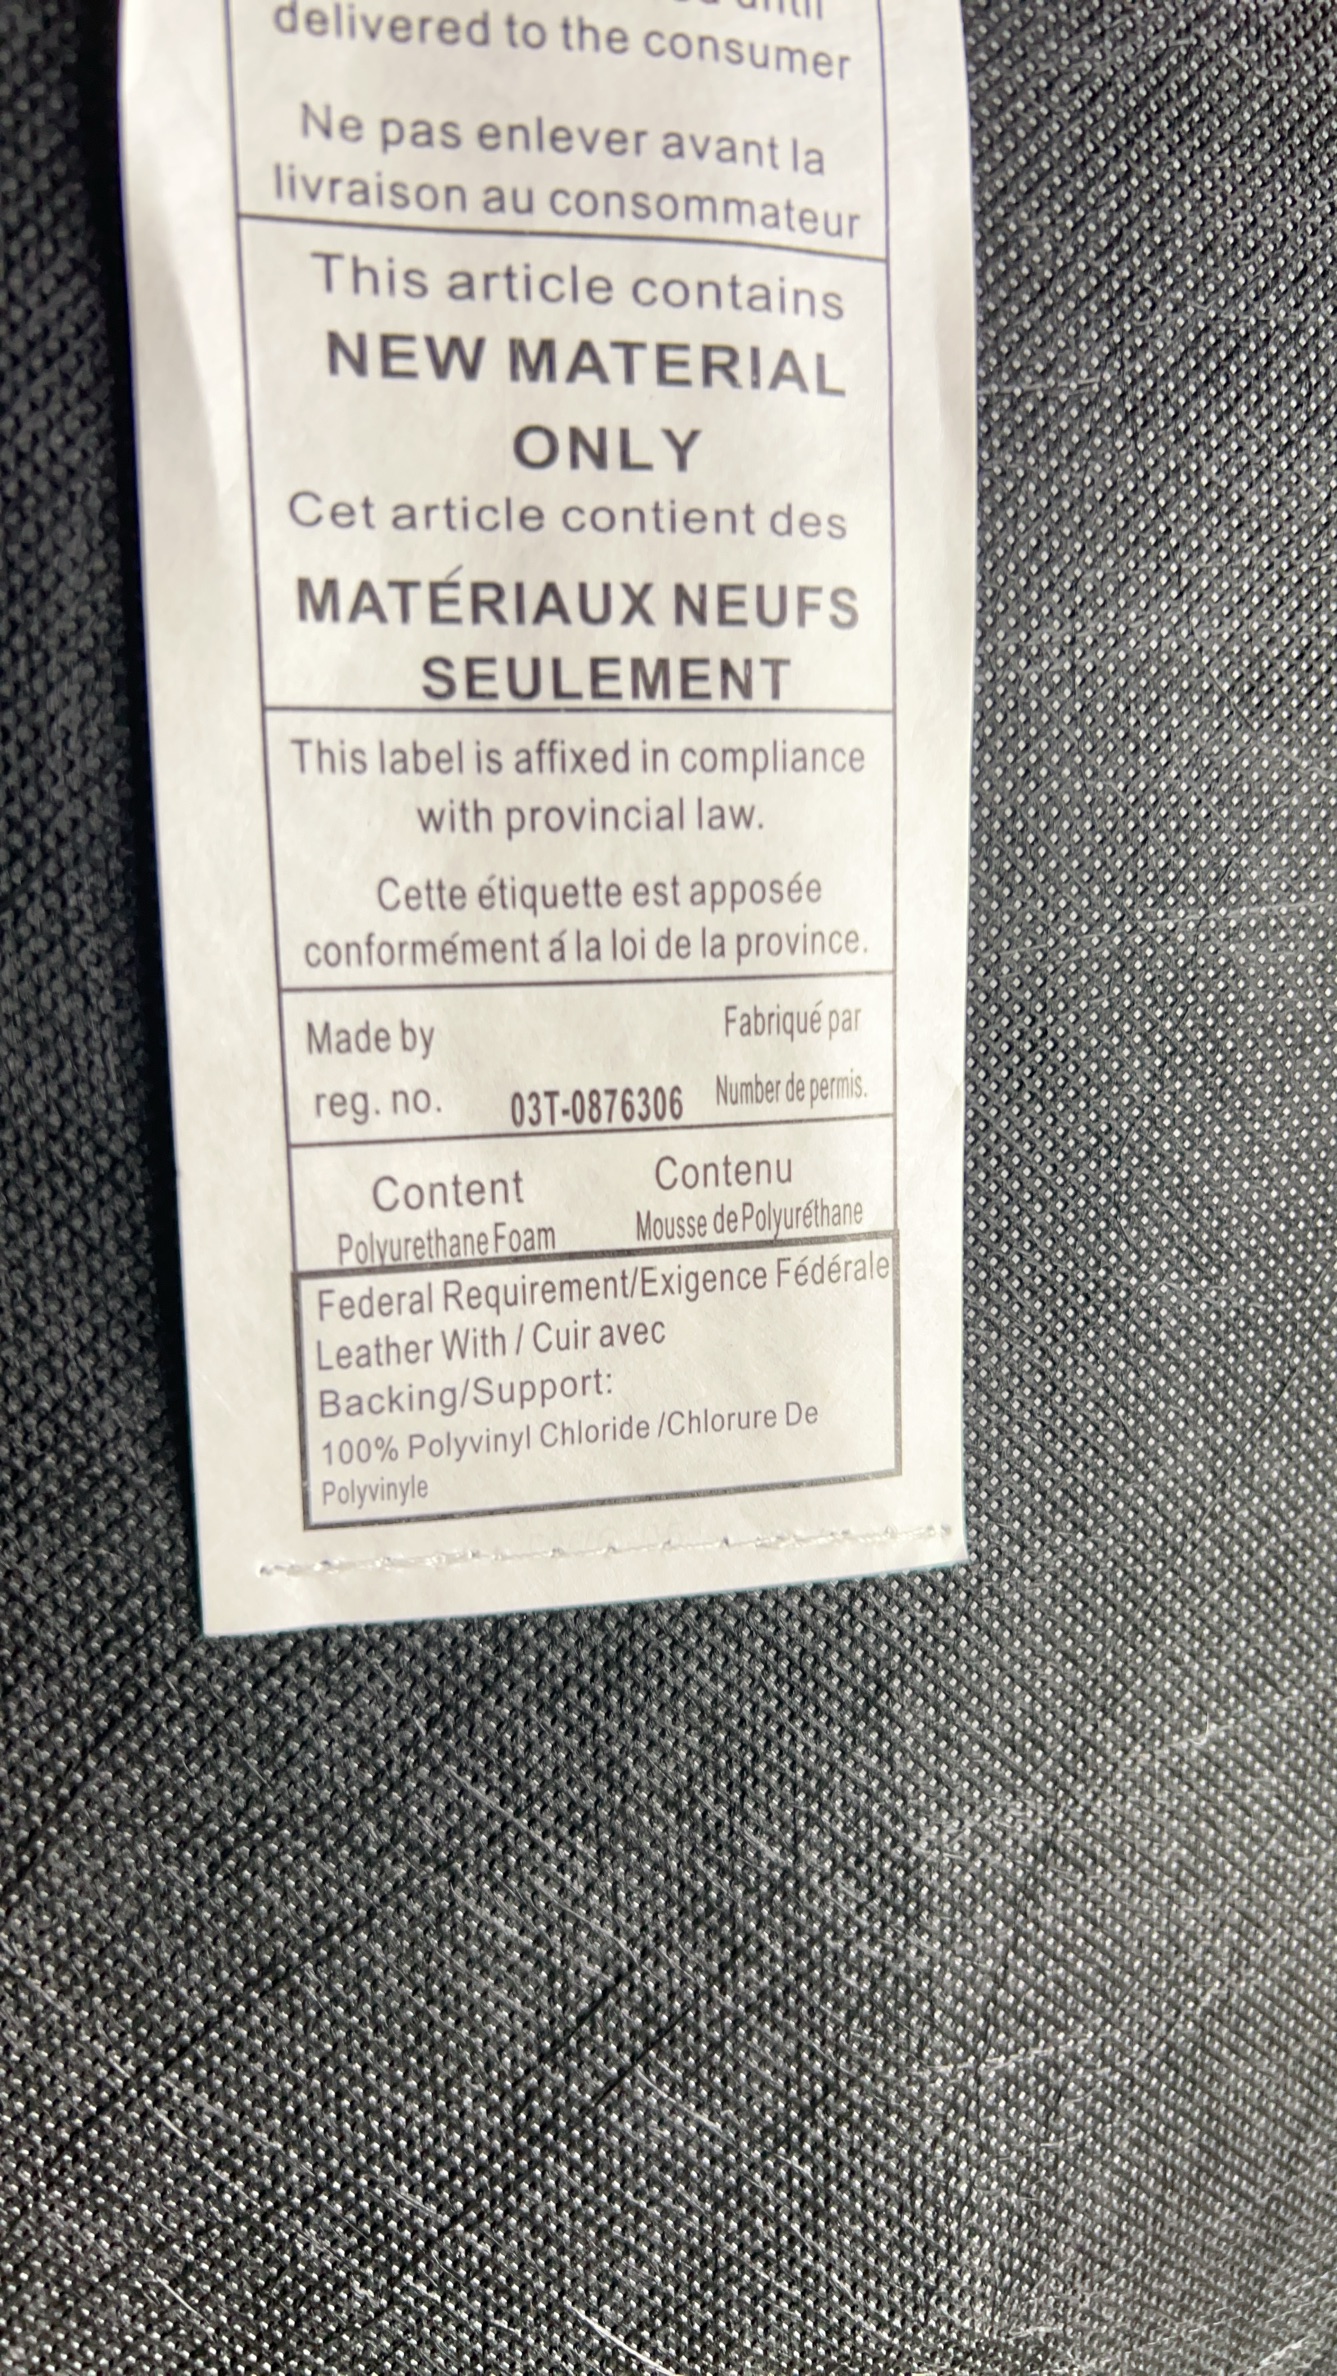 until
delivered to the consumer
Ne pas enlever avant la
livraison au consommateur
This article contains
NEW MATERIAL
ONLY
Cet article contient des
MATÉRIAUX NEUFS
SEULEMENT
This label is affixed in compliance
with provincial law.
Cette étiquette est apposée
conformément á la loi de la province.
Made by Fabriqué par
reg. no. 03T-0876306 Number de permis.
Content Contenu
Polyurethane Foam Mousse de Polyuréthane
Federal Requirement/Exigence Fédérale
Leather With / Cuir avec
Backing/Support:
100% Polyvinyl Chloride /Chlorure De
Polyvinyle